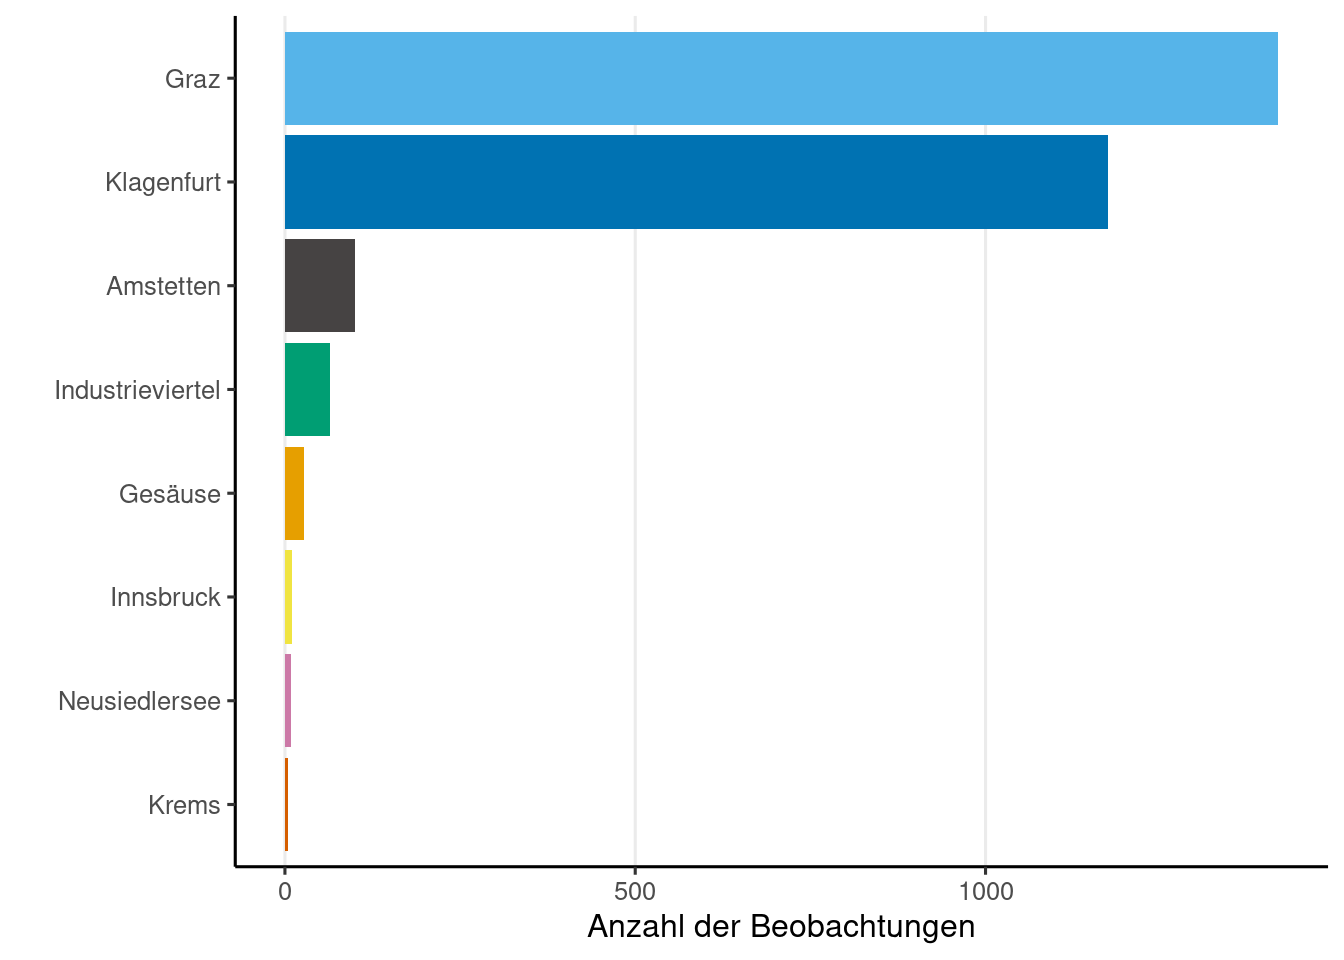 Graz
Klagenfurt
Amstetten
Industrieviertel
Gesäuse
Innsbruck
Neusiedlersee
Krems
0 500 1000
Anzahl der Beobachtungen